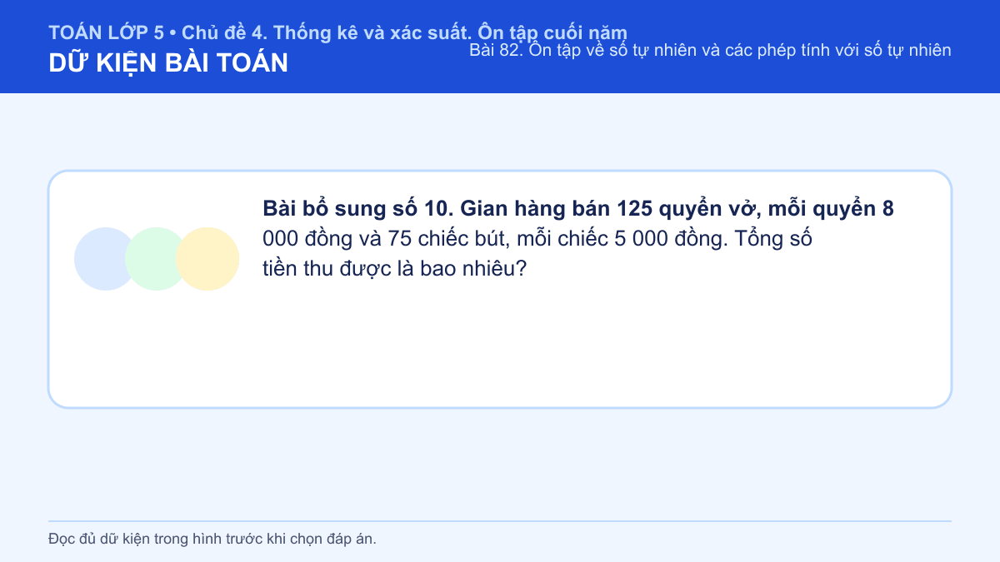 TOÁN LỚP 5 • Chủ đề 4. Thống kê và xác suất. Ôn tập cuối năm
Bài 82. Ôn tập về số tự nhiên và các phép tính với số tự nhiên
DỮ KIỆN BÀI TOÁN
Bài bổ sung số 10. Gian hàng bán 125 quyển vở, mỗi quyển 8
000 đồng và 75 chiếc bút, mỗi chiếc 5 000 đồng. Tổng số
tiền thu được là bao nhiêu?
Đọc đủ dữ kiện trong hình trước khi chọn đáp án.